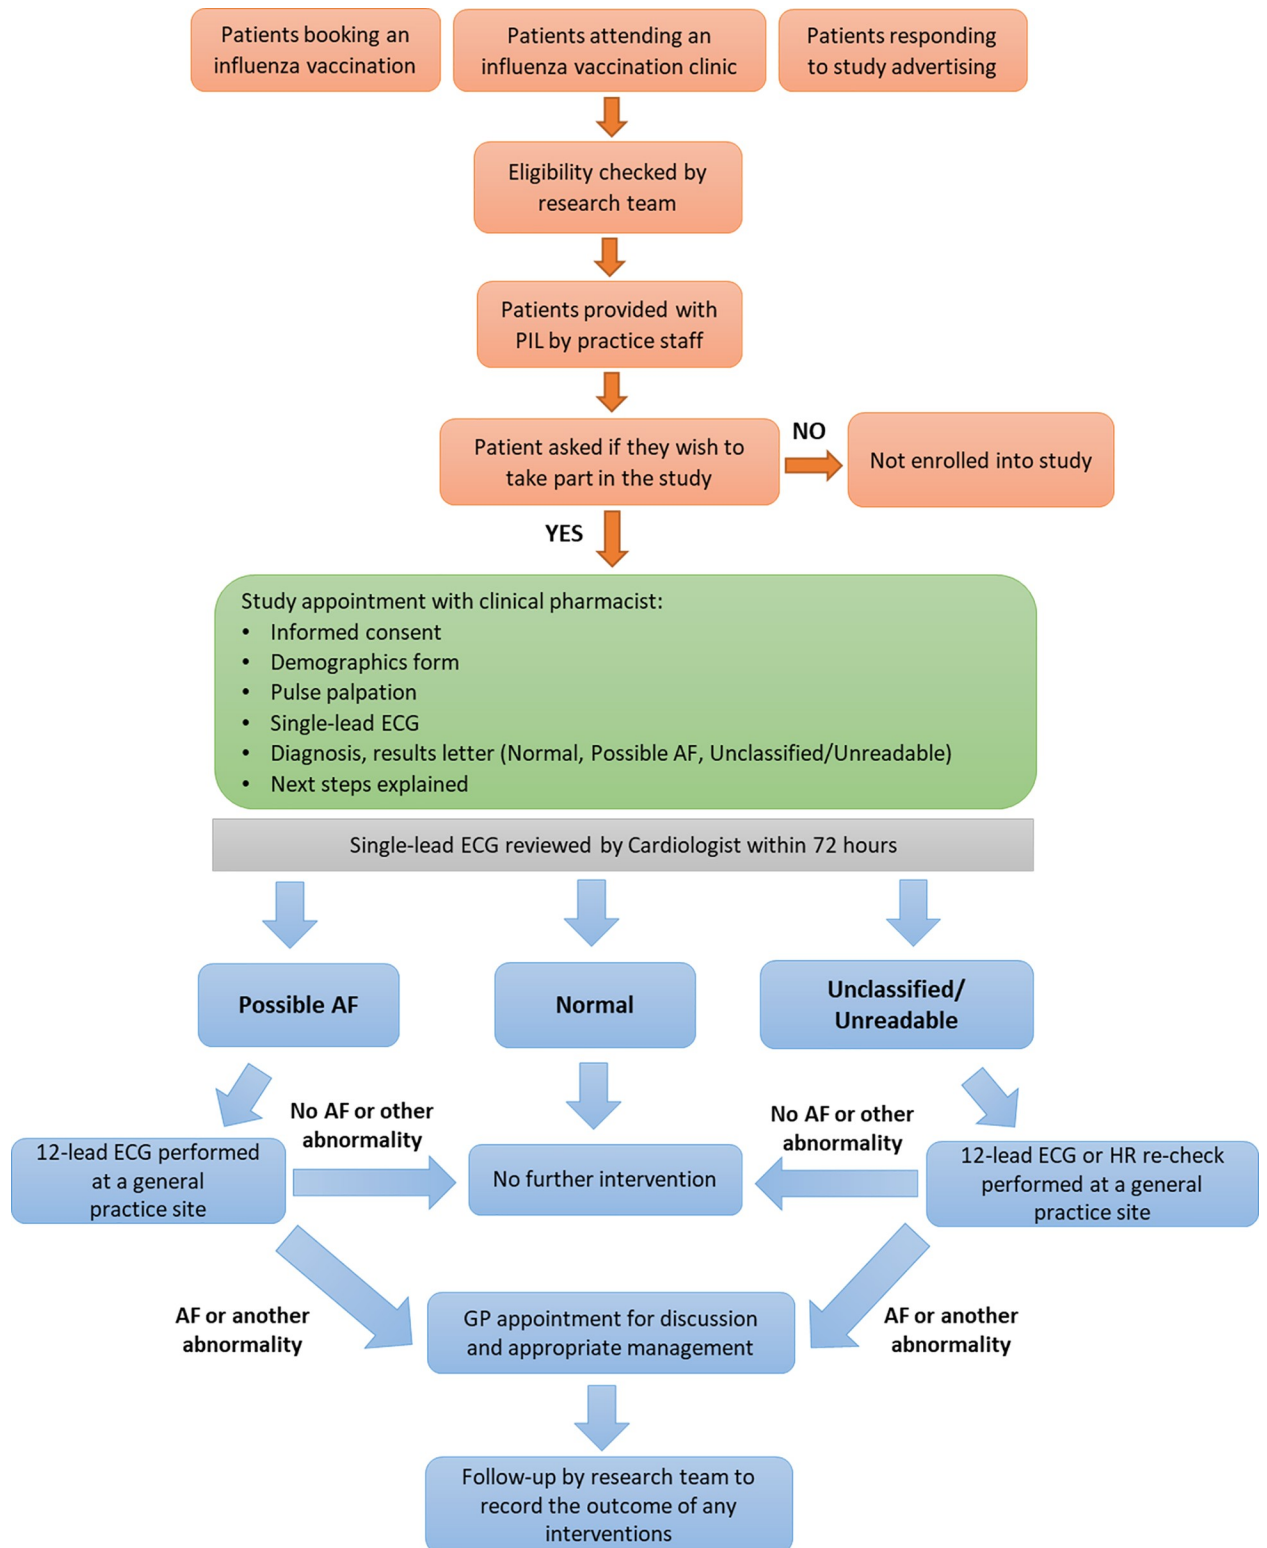 Patients booking an
influenza vaccination
Patients attending an
influenza vaccination clinic
Patients responding
to study advertising
Eligibility checked by
research team
Patients provided with
PIL by practice staff
Patient asked if they wish to
take part in the study
NO
Not enrolled into study
YES
Study appointment with clinical pharmacist:
• Informed consent
• Demographics form
• Pulse palpation
• Single-lead ECG
• Diagnosis, results letter (Normal, Possible AF, Unclassified/Unreadable)
• Next steps explained
Single-lead ECG reviewed by Cardiologist within 72 hours
Possible AF
Normal
Unclassified/
Unreadable
No AF or other
abnormality
No AF or other
abnormality
12-lead ECG performed
at a general
practice site
No further intervention
12-lead ECG or HR re-check
performed at a general
practice site
AF or another
abnormality
GP appointment for discussion
and appropriate management
AF or another
abnormality
Follow-up by research team to
record the outcome of any
interventions